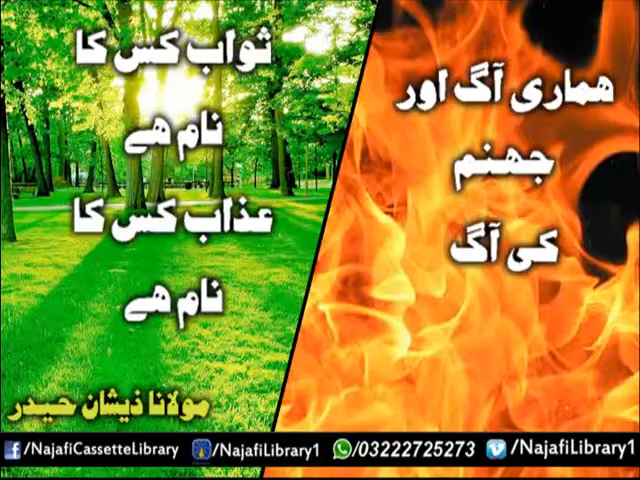 ہماری آگ اور
جہنم
کی آگ
ثواب کس کا
نام ہے
عذاب کس کا
نام ہے
مولانا ذیشان حیدر
/NajafiCassetteLibrary /NajafiLibrary1 /03222725273 /NajafiLibrary1